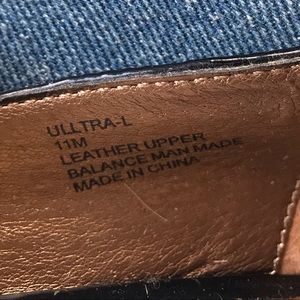 ULLTRA-L
11M
LEATHER UPPER
BALANCE MAN MADE
MADE IN CHINA